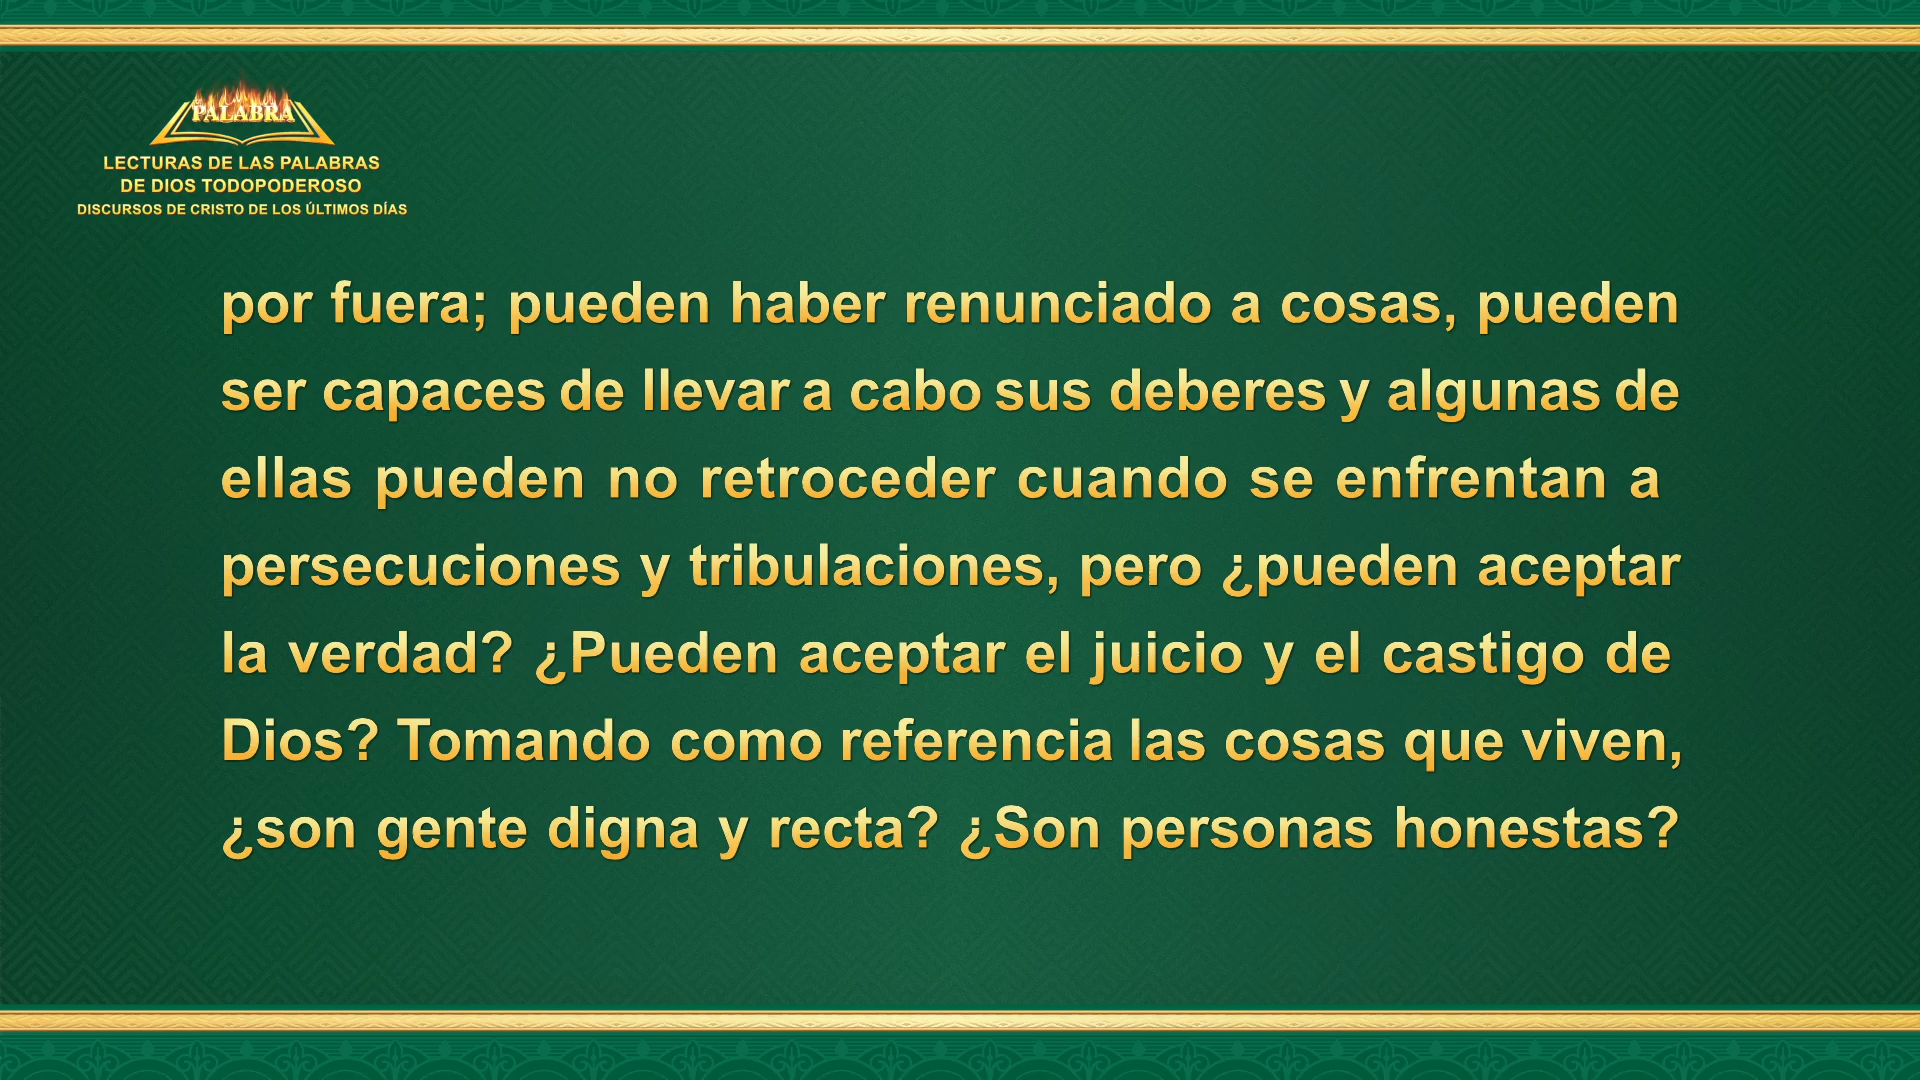 PALABRA
LECTURAS DE LAS PALABRAS
DE DIOS TODOPODEROSO
DISCURSOS DE CRISTO DE LOS ÚLTIMOS DÍAS
por fuera; pueden haber renunciado a cosas, pueden
ser capaces de llevar a cabo sus deberes y algunas de
ellas pueden no retroceder cuando se enfrentan a
persecuciones y tribulaciones, pero ¿pueden aceptar
la verdad? ¿Pueden aceptar el juicio y el castigo de
Dios? Tomando como referencia las cosas que viven,
¿son gente digna y recta? ¿Son personas honestas?